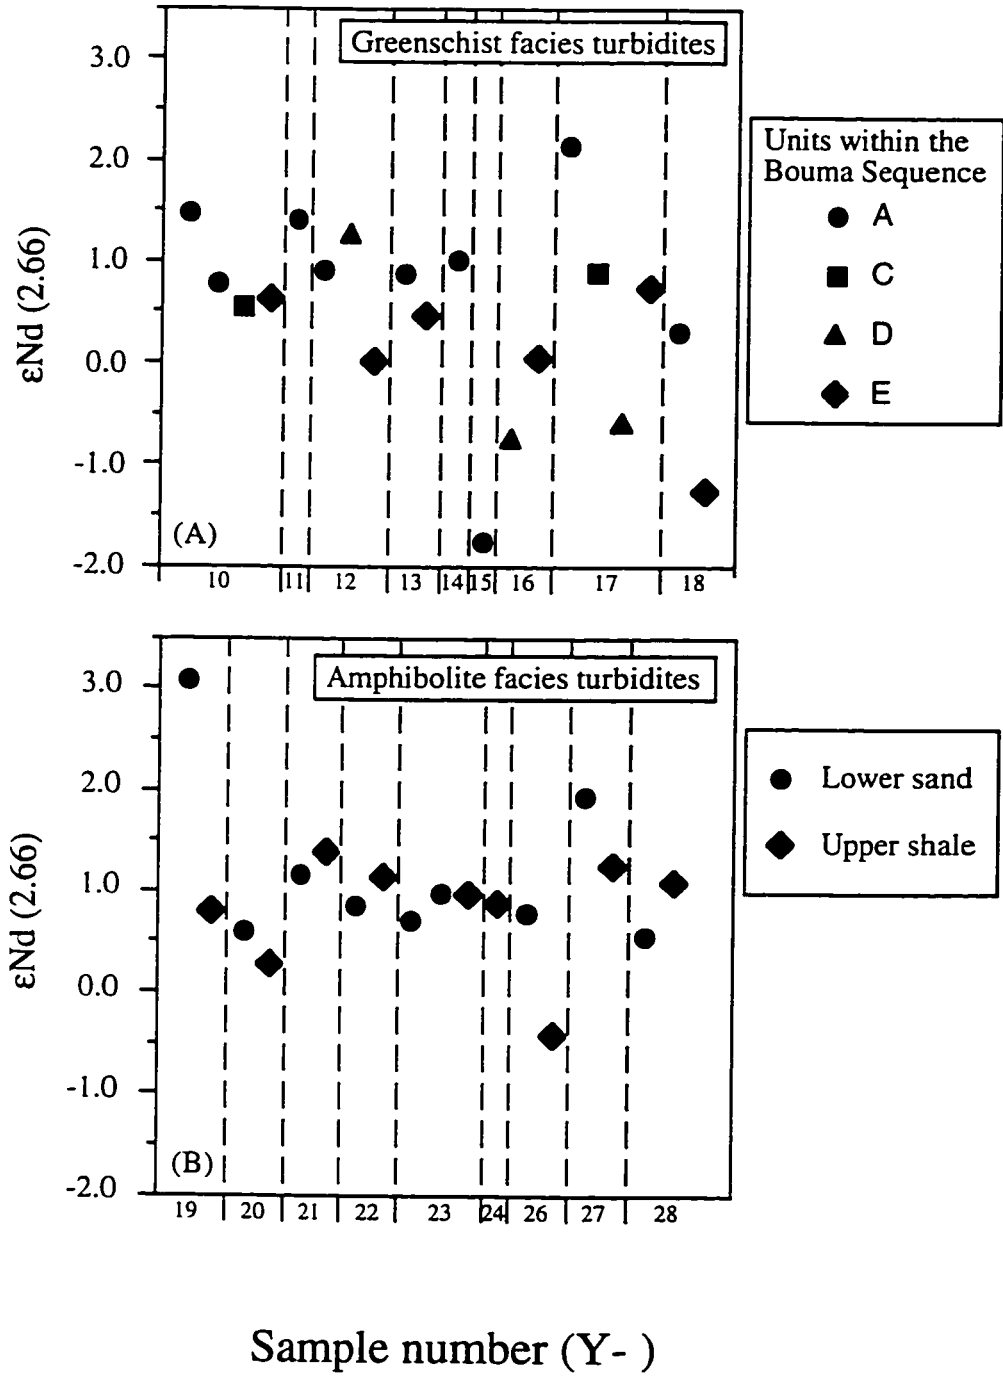 Greenschist facies turbidites
3.0
2.0
1.0
0.0
-1.0
-2.0
εNd (2.66)
(A)
10 11 12 13 14 15 16 17 18
Units within the
Bouma Sequence
A
C
D
E
Amphibolite facies turbidites
3.0
2.0
1.0
0.0
-1.0
-2.0
εNd (2.66)
(B)
19 20 21 22 23 24 26 27 28
Lower sand
Upper shale
Sample number (Y- )